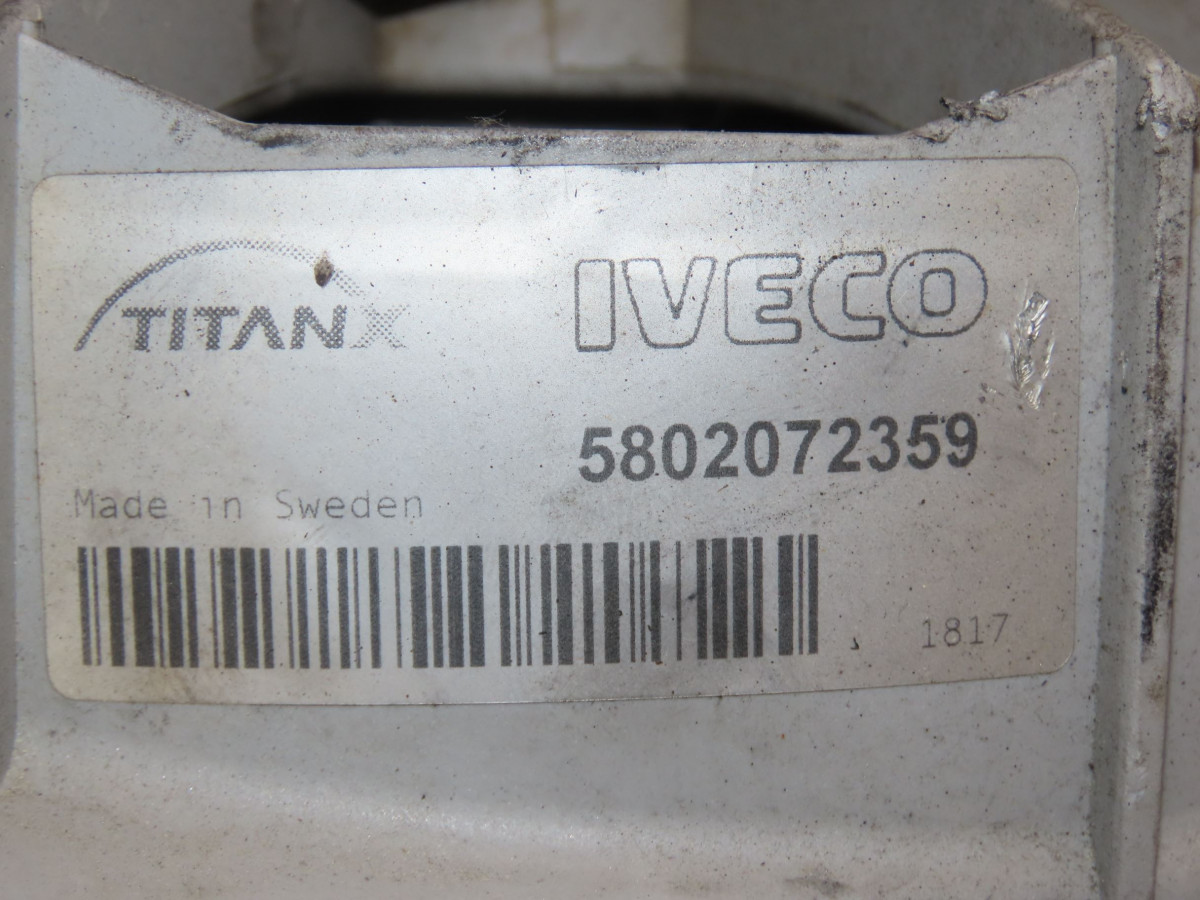 TITANX IVECO
5802072359
Made in Sweden
1817